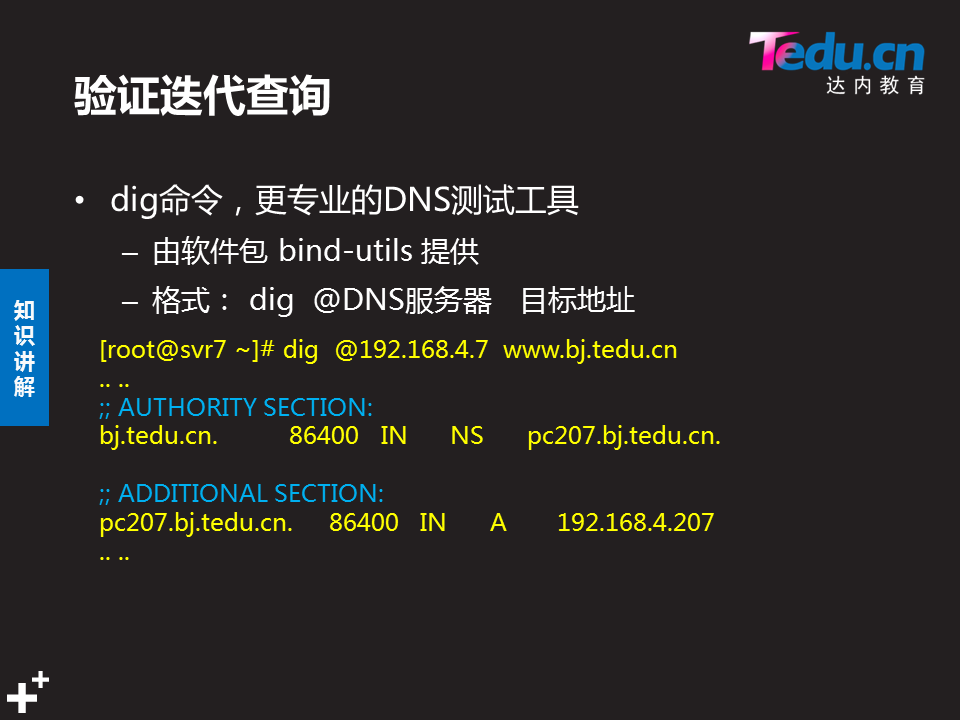 Tedu.cn
达内教育
验证迭代查询
• dig命令，更专业的DNS测试工具
– 由软件包 bind-utils 提供
– 格式： dig @DNS服务器 目标地址
知识讲解
[root@svr7 ~]# dig @192.168.4.7 www.bj.tedu.cn
.. ..
;; AUTHORITY SECTION:
bj.tedu.cn. 86400 IN NS pc207.bj.tedu.cn.
;; ADDITIONAL SECTION:
pc207.bj.tedu.cn. 86400 IN A 192.168.4.207
.. ..